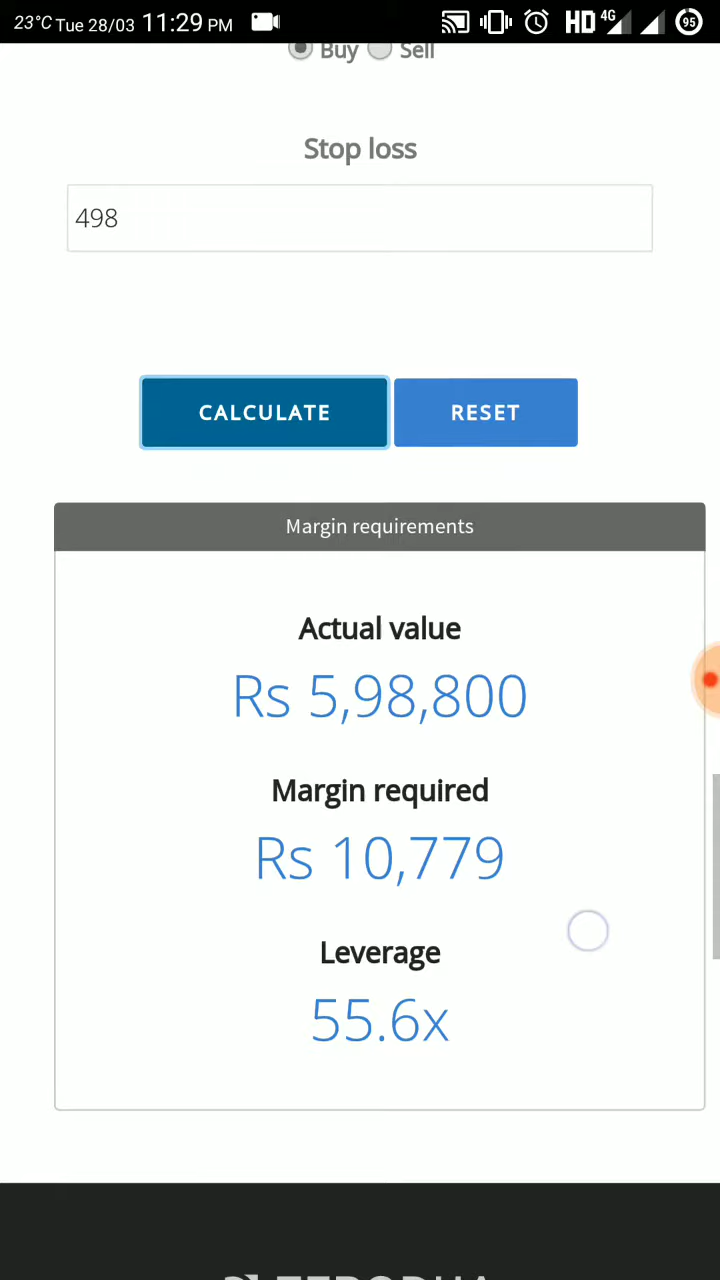 23°C Tue 28/03 11:29 PM HD 4G 95
Buy Sell
Stop loss
498
CALCULATE RESET
Margin requirements
Actual value
Rs 5,98,800
Margin required
Rs 10,779
Leverage
55.6x